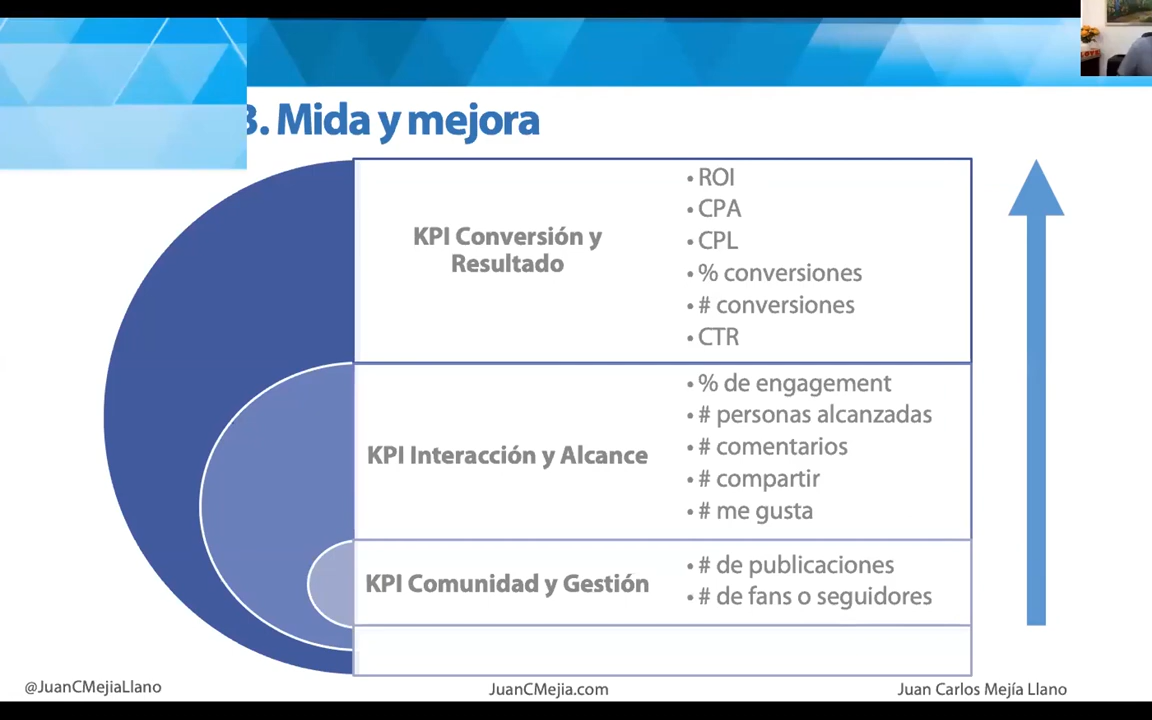 3. Mida y mejora
KPI Conversión y
Resultado
• ROI
• CPA
• CPL
• % conversiones
• # conversiones
• CTR
KPI Interacción y Alcance
• % de engagement
• # personas alcanzadas
• # comentarios
• # compartir
• # me gusta
KPI Comunidad y Gestión
• # de publicaciones
• # de fans o seguidores
@JuanCMejiaLlano
JuanCMejia.com
Juan Carlos Mejía Llano